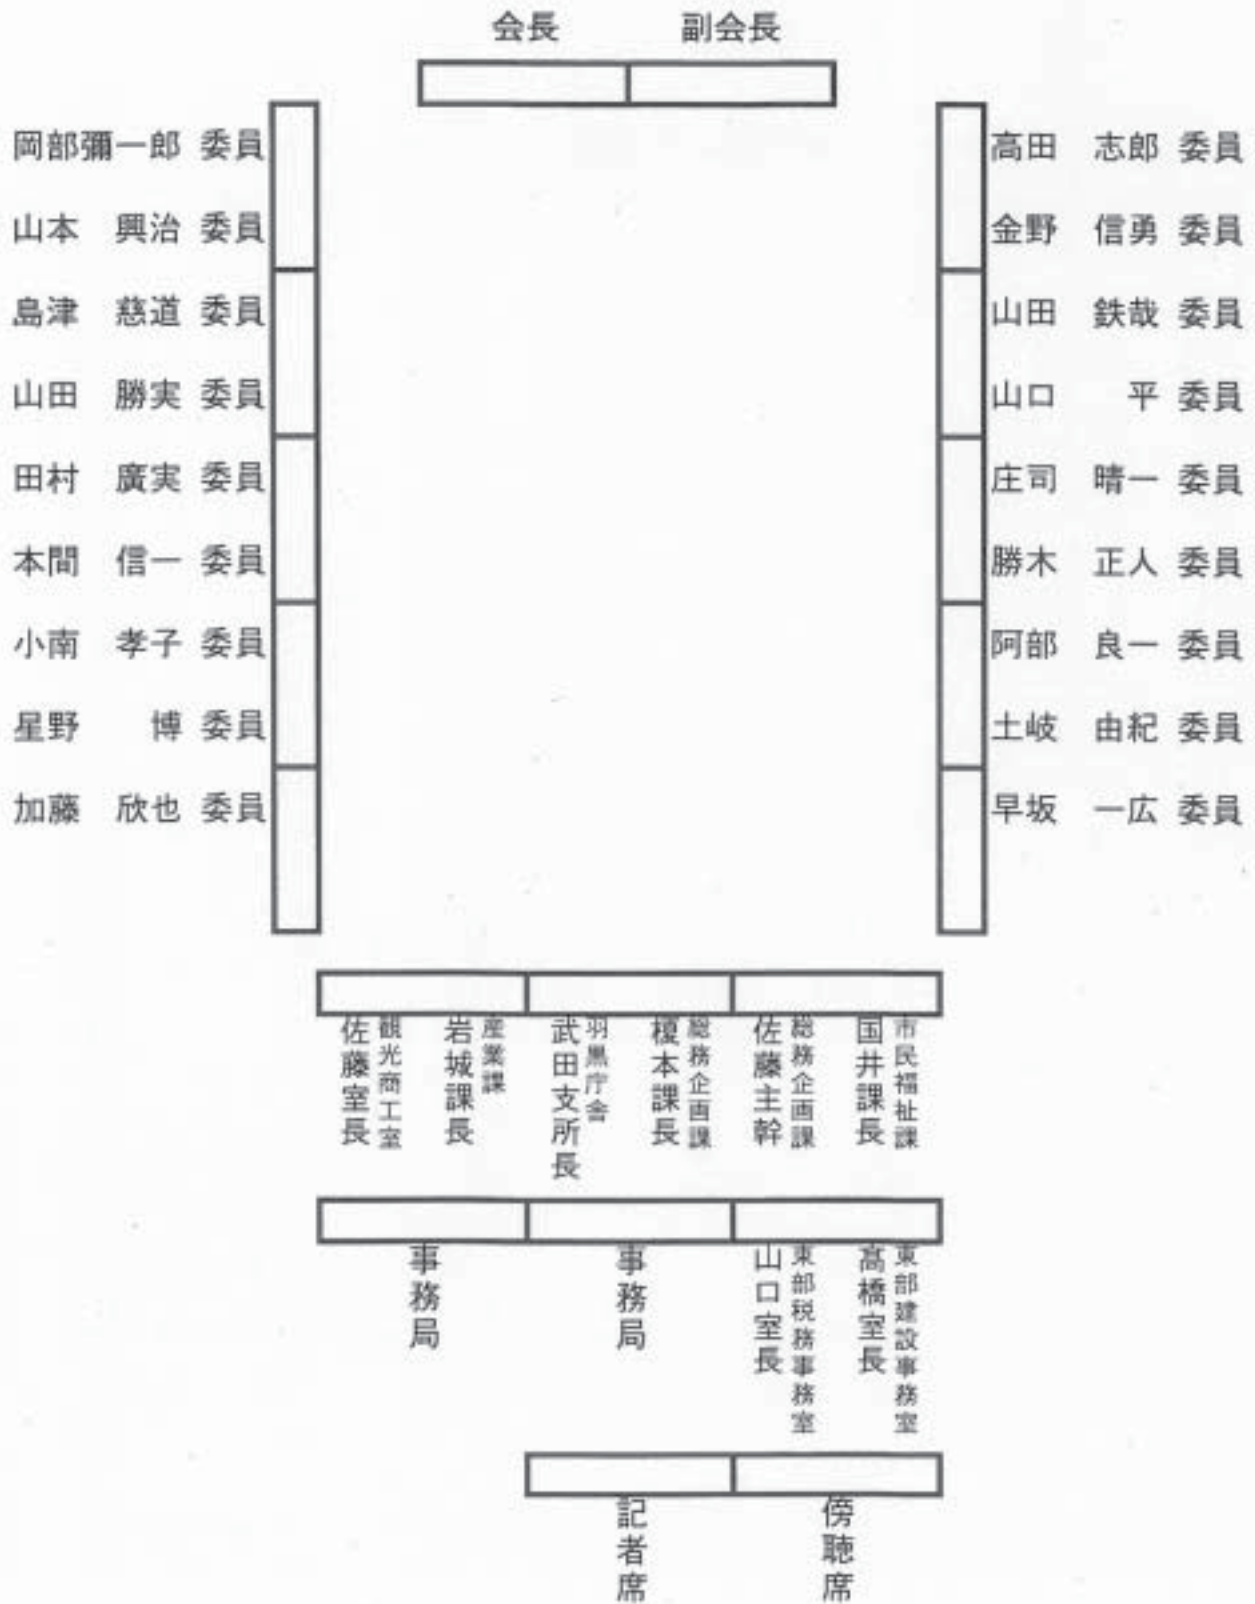 会長　副会長
岡部彌一郎 委員
山本　興治 委員
島津　慈道 委員
山田　勝実 委員
田村　廣実 委員
本間　信一 委員
小南　孝子 委員
星野　　博 委員
加藤　欣也 委員
高田　志郎 委員
金野　信勇 委員
山田　鉄哉 委員
山口　　平 委員
庄司　晴一 委員
勝木　正人 委員
阿部　良一 委員
土岐　由紀 委員
早坂　一広 委員
観光商工室
佐藤室長
産業課
岩城課長
羽黒庁舎
武田支所長
総務企画課
榎本課長
総務企画課
佐藤主幹
市民福祉課
国井課長
事務局
事務局
東部税務事務室
山口室長
東部建設事務室
髙橋室長
記者席
傍聴席